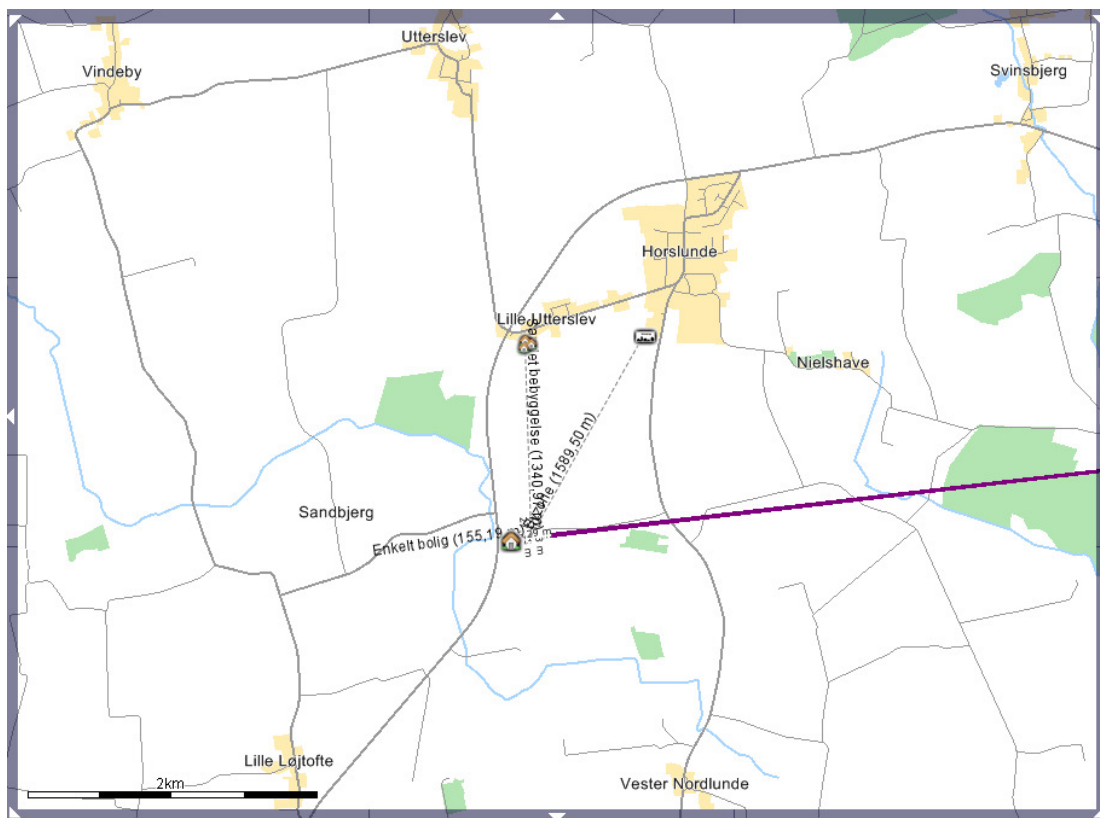 Utterslev
Vindeby
Svinsbjerg
Horslunde
Lille Utterslev
Nielshave
(1589,50 m)
Sandbjerg
Enkelt bolig (155,19 m)
Lille Løjtofte
Vester Nordlunde
2km